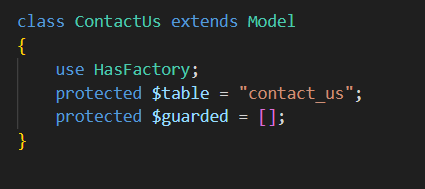 class ContactUs extends Model
{
    use HasFactory;
    protected $table = "contact_us";
    protected $guarded = [];
}